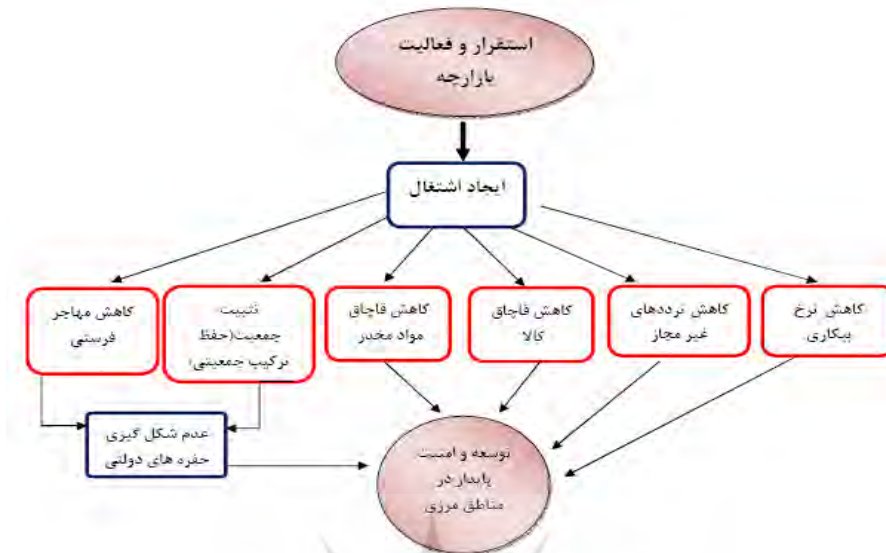 استقرار و فعالیت
بازارچه
ایجاد اشتغال
کاهش نرخ
بیکاری
کاهش ترددهای
غیر مجاز
کاهش قاچاق
کالا
کاهش قاچاق
مواد مخدر
تثبیت
جمعیت(حفظ
ترکیب جمعیتی)
کاهش مهاجر
فرستی
عدم شکل گیری
حفره های دولتی
توسعه و امنیت
پایدار در
مناطق مرزی